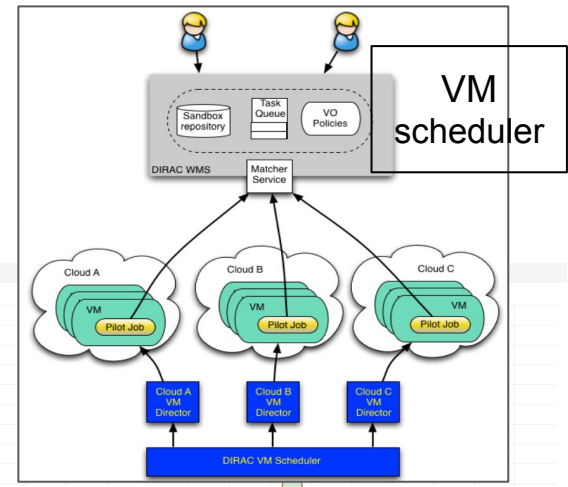 VM
scheduler
Sandbox
repository
Task
Queue
VO
Policies
DIRAC WMS
Matcher
Service
Cloud A
VM
Pilot Job
Cloud B
VM
Pilot Job
Cloud C
VM
Pilot Job
Cloud A
VM
Director
Cloud B
VM
Director
Cloud C
VM
Director
DIRAC VM Scheduler